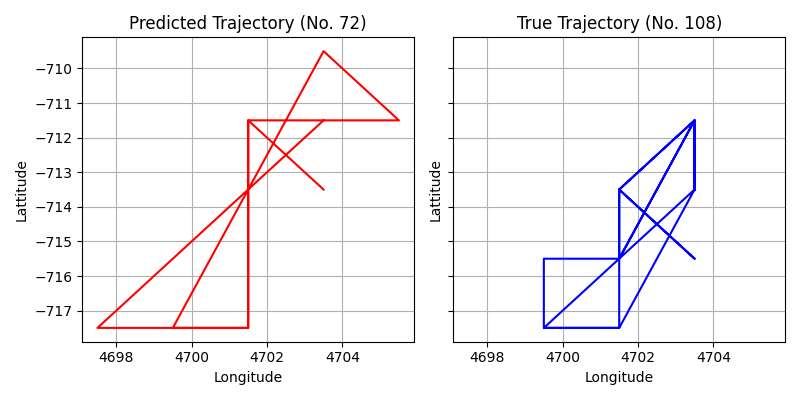 Predicted Trajectory (No. 72)
True Trajectory (No. 108)
−710
−711
−712
−713
−714
−715
−716
−717
Lattitude
Lattitude
4698 4700 4702 4704
4698 4700 4702 4704
Longitude
Longitude